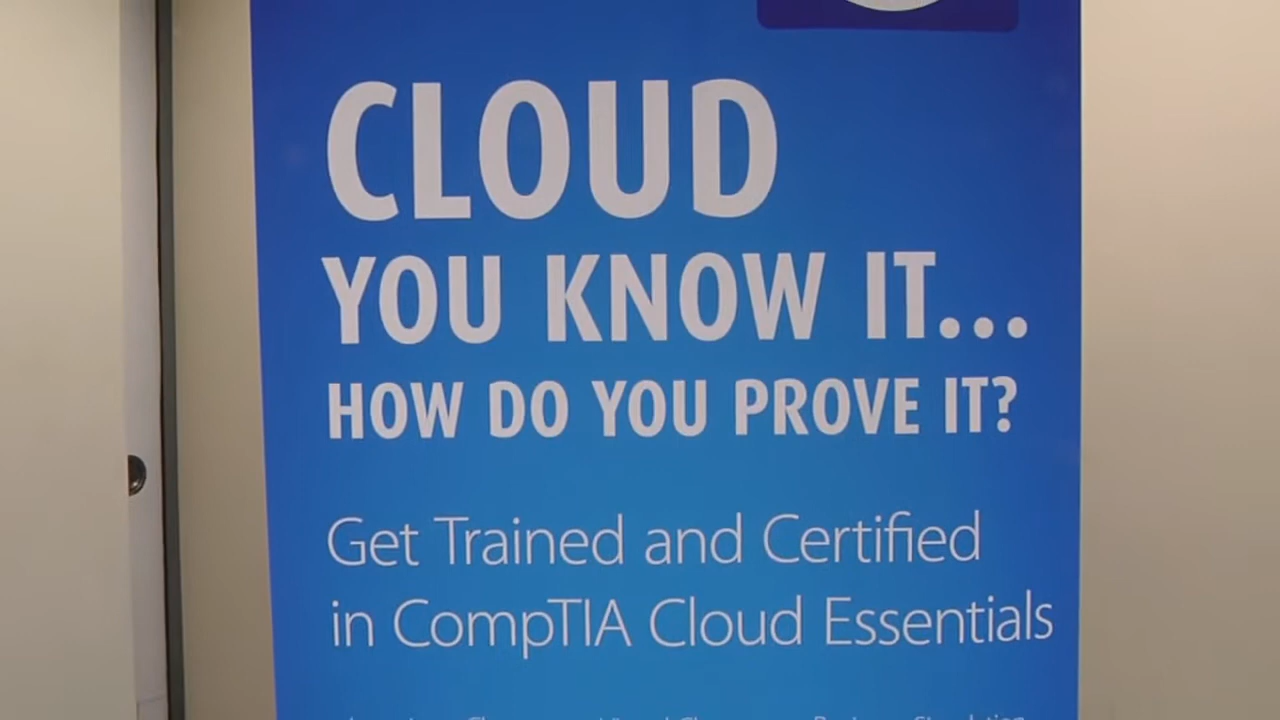 CLOUD
YOU KNOW IT...
HOW DO YOU PROVE IT?
Get Trained and Certified
in CompTIA Cloud Essentials